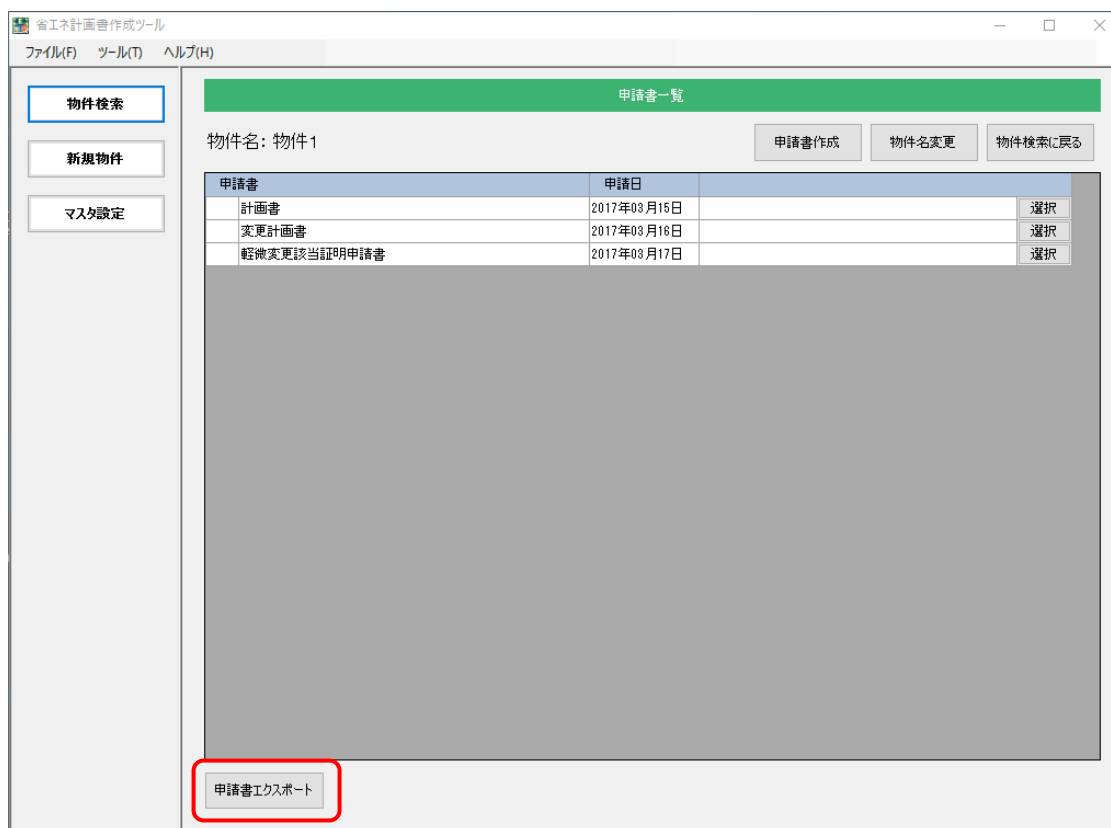 省エネ計画書作成ツール
ファイル(F) ツール(T) ヘルプ(H)
物件検索
新規物件
マスタ設定
申請書一覧
物件名: 物件1
申請書作成 物件名変更 物件検索に戻る
申請書 申請日
計画書 2017年03月15日 選択
変更計画書 2017年03月16日 選択
軽微変更該当証明申請書 2017年03月17日 選択
申請書エクスポート